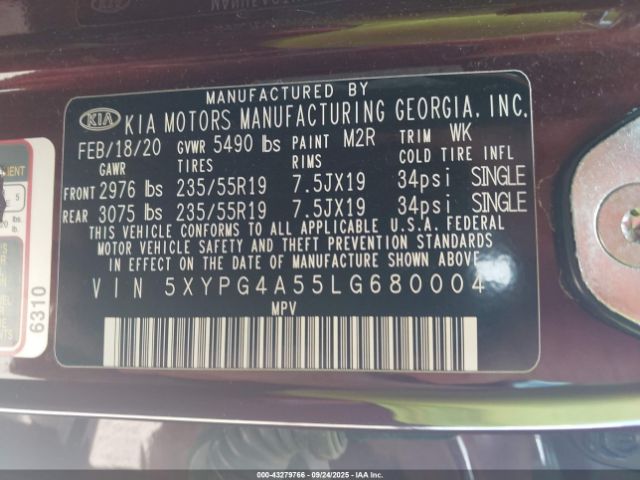 MANUFACTURED BY
KIA KIA MOTORS MANUFACTURING GEORGIA, INC.
FEB/18/20 GVWR 5490 lbs PAINT M2R TRIM WK
GAWR TIRES RIMS COLD TIRE INFL
FRONT 2976 lbs 235/55R19 7.5JX19 34psi SINGLE
REAR 3075 lbs 235/55R19 7.5JX19 34psi SINGLE
THIS VEHICLE CONFORMS TO ALL APPLICABLE U.S.A. FEDERAL
MOTOR VEHICLE SAFETY AND THEFT PREVENTION STANDARDS
IN EFFECT ON THE DATE OF MANUFACTURE SHOWN ABOVE.
VIN 5XYPG4A55LG680004
MPV
6310
5
000-43279766 - 09/24/2025 - IAA, Inc.